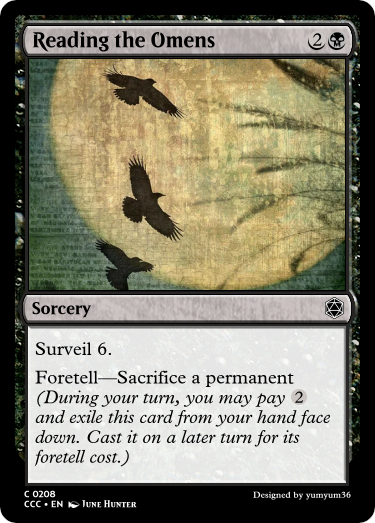 Reading the Omens 2
Sorcery
Surveil 6.
Foretell—Sacrifice a permanent
(During your turn, you may pay 2
and exile this card from your hand face
down. Cast it on a later turn for its
foretell cost.)
C 0208
CCC • EN June Hunter
Designed by yumyum36